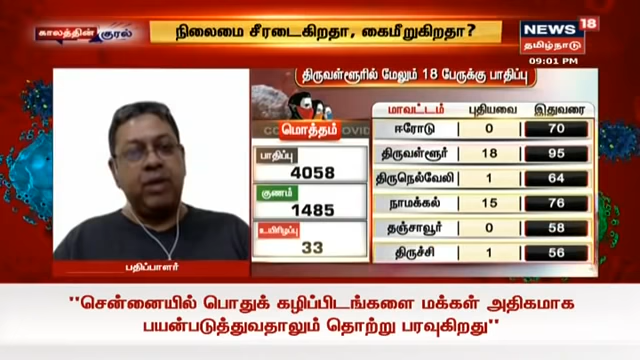 காலத்தின் குரல்
நிலைமை சீரடைகிறதா, கைமீறுகிறதா?
NEWS 18
தமிழ்நாடு
09:01 PM
திருவள்ளூரில் மேலும் 18 பேருக்கு பாதிப்பு
மொத்தம்
பாதிப்பு
4058
குணம்
1485
உயிரிழப்பு
33
மாவட்டம் புதியவை இதுவரை
ஈரோடு 0 70
திருவள்ளூர் 18 95
திருநெல்வேலி 1 64
நாமக்கல் 15 76
தஞ்சாவூர் 0 58
திருச்சி 1 56
பதிப்பாளர்
"சென்னையில் பொதுக் கழிப்பிடங்களை மக்கள் அதிகமாக
பயன்படுத்துவதாலும் தொற்று பரவுகிறது"